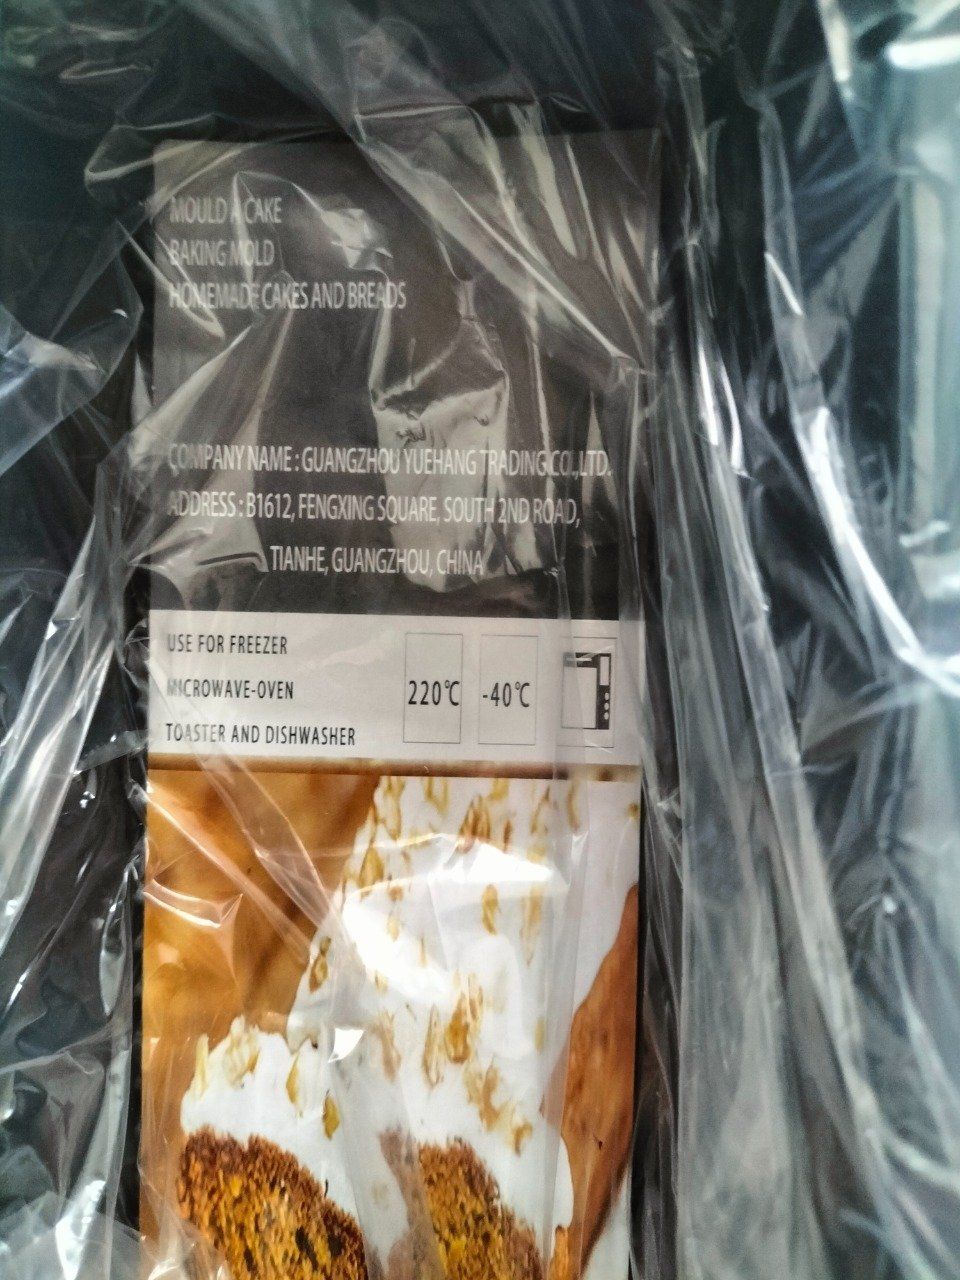 MOULD A CAKE
BAKING MOLD
HOMEMADE CAKES AND BREADS
COMPANY NAME : GUANGZHOU YUEHANG TRADING CO.,LTD.
ADDRESS : B1612, FENGXING SQUARE, SOUTH 2ND ROAD,
TIANHE, GUANGZHOU, CHINA
USE FOR FREEZER
MICROWAVE-OVEN
TOASTER AND DISHWASHER
220℃ -40℃